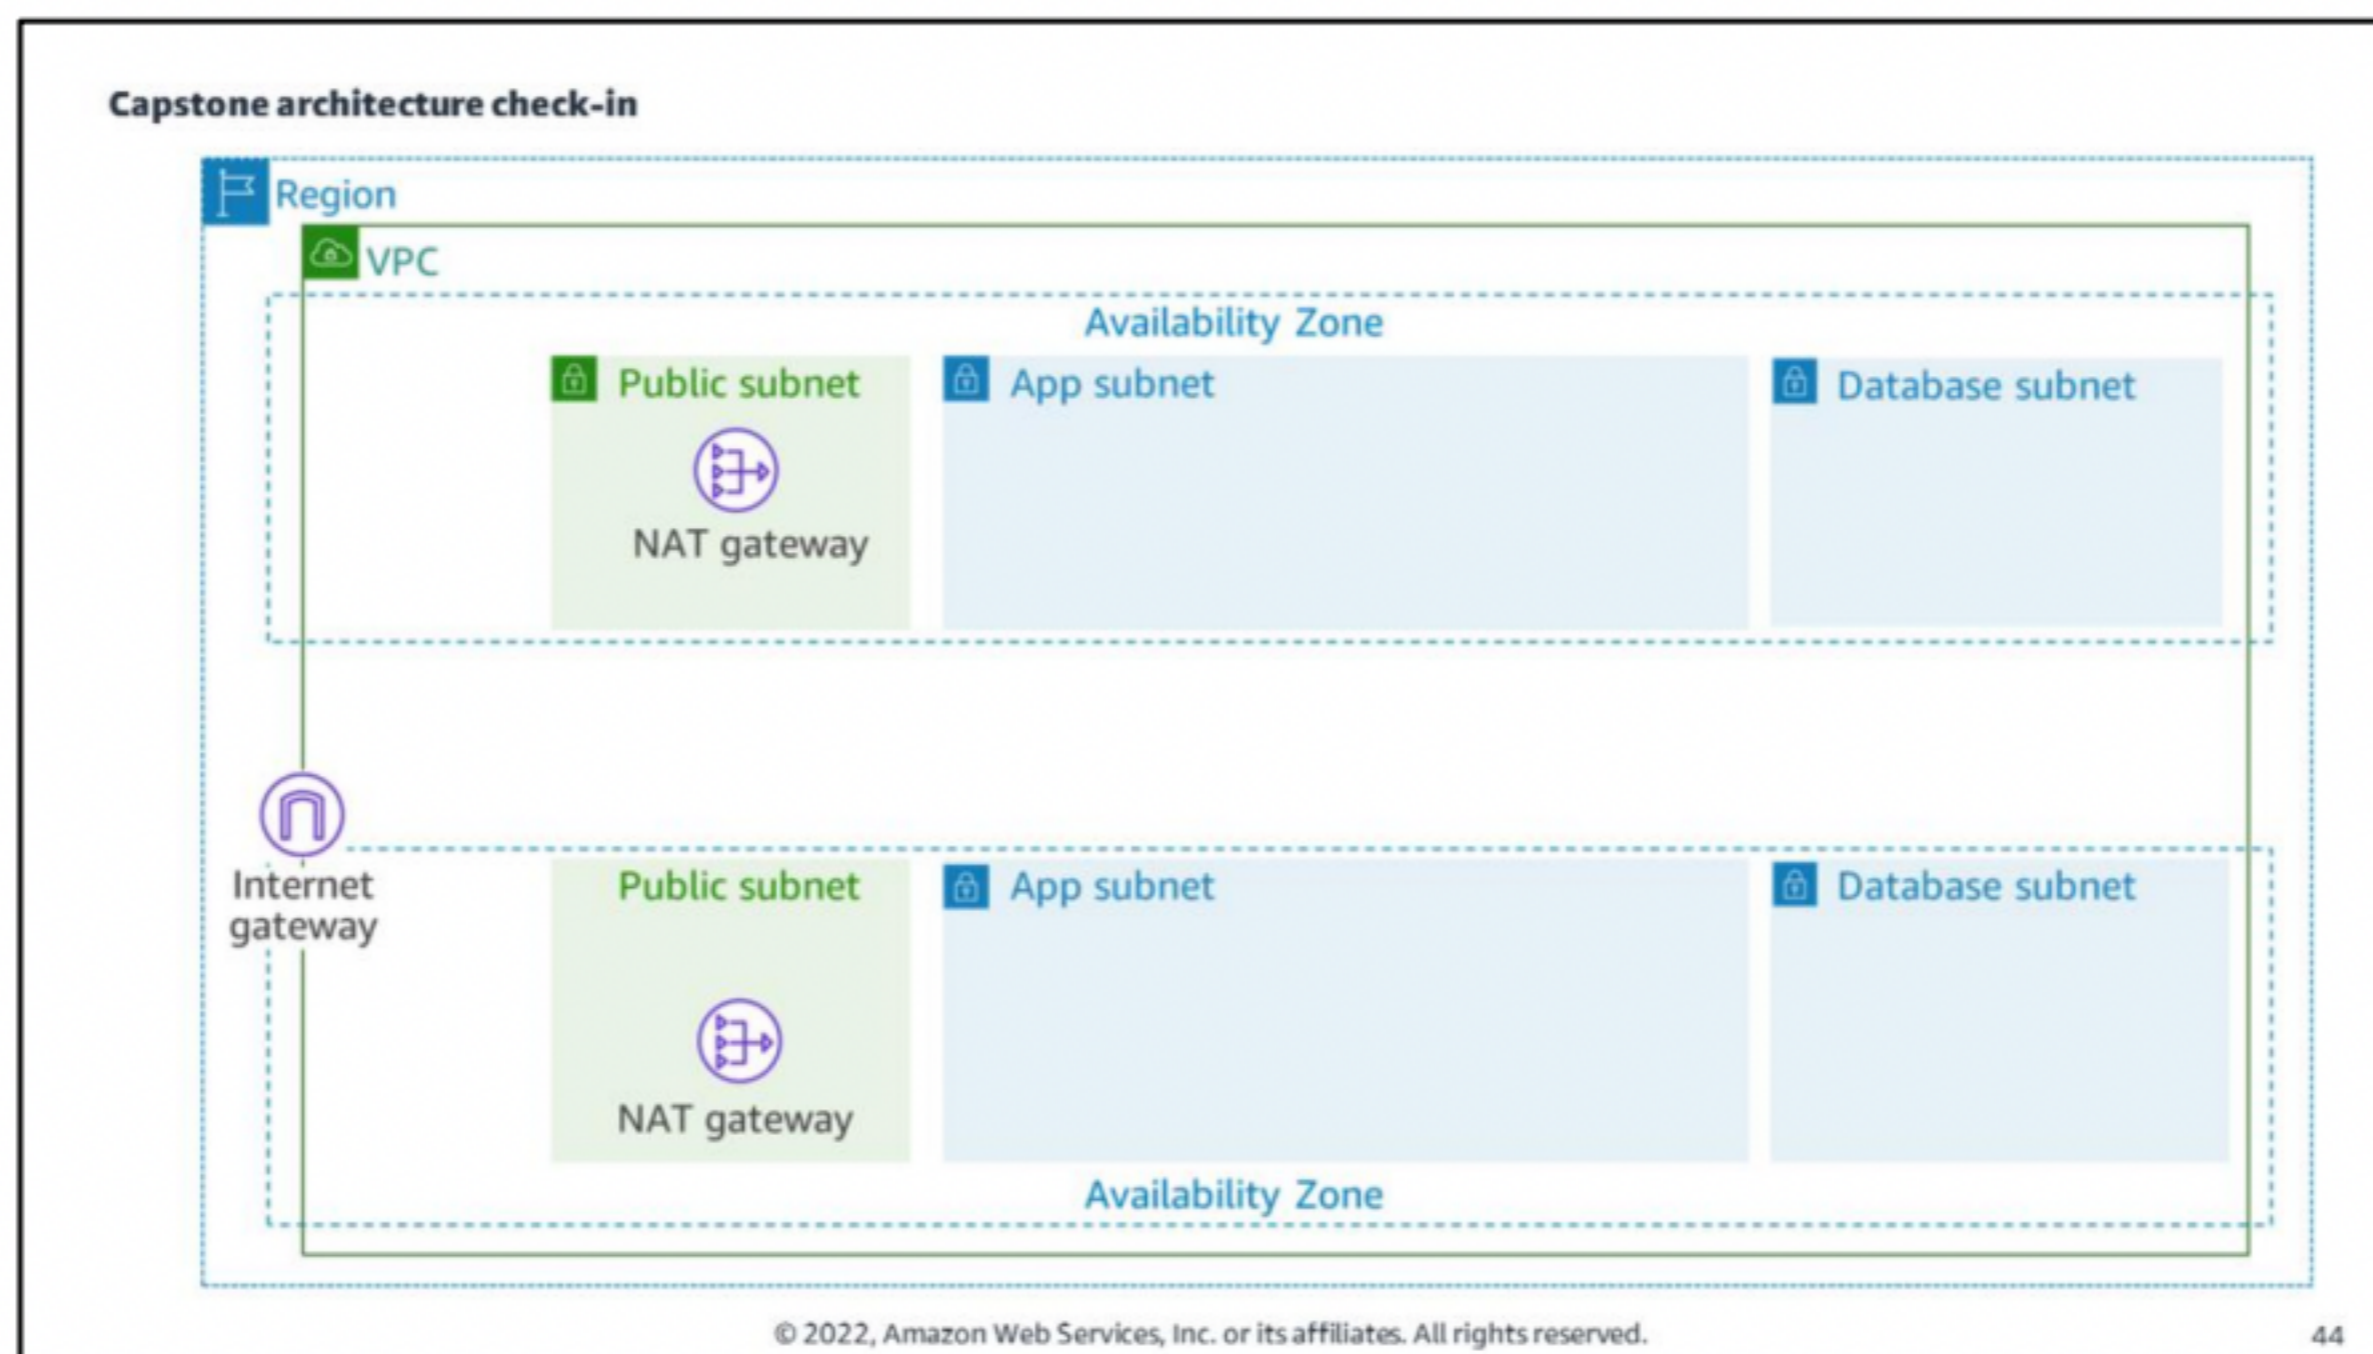 Capstone architecture check-in
Region
VPC
Availability Zone
Public subnet
App subnet
Database subnet
NAT gateway
Internet
gateway
Public subnet
App subnet
Database subnet
NAT gateway
Availability Zone
© 2022, Amazon Web Services, Inc. or its affiliates. All rights reserved.
44